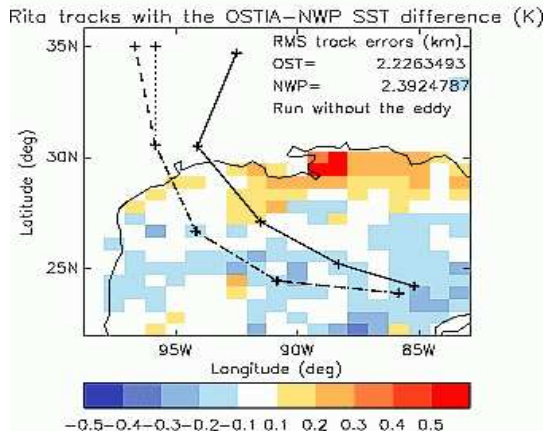 Rita tracks with the OSTIA-NWP SST difference (K)
35N
RMS track errors (km)
OST= 2.2263493
NWP= 2.3924787
Run without the eddy
30N
25N
Latitude (deg)
95W 90W 85W
Longitude (deg)
-0.5-0.4-0.3-0.2 -0.1 0.1 0.2 0.3 0.4 0.5